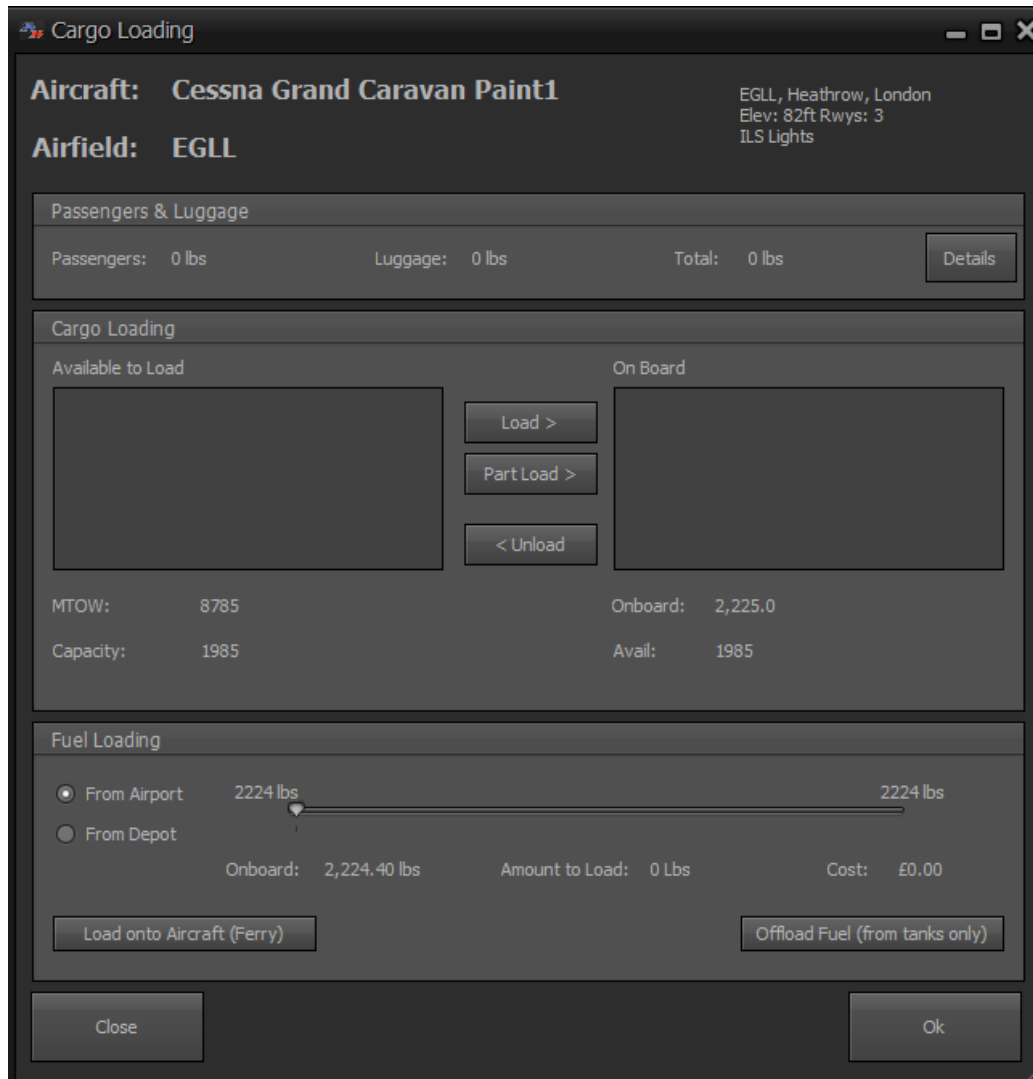 Cargo Loading
Aircraft: Cessna Grand Caravan Paint1
EGLL, Heathrow, London
Elev: 82ft Rwys: 3
ILS Lights
Airfield: EGLL
Passengers & Luggage
Passengers: 0 lbs Luggage: 0 lbs Total: 0 lbs Details
Cargo Loading
Available to Load On Board
Load >
Part Load >
< Unload
MTOW: 8785 Onboard: 2,225.0
Capacity: 1985 Avail: 1985
Fuel Loading
From Airport 2224 lbs 2224 lbs
From Depot
Onboard: 2,224.40 lbs Amount to Load: 0 Lbs Cost: £0.00
Load onto Aircraft (Ferry) Offload Fuel (from tanks only)
Close Ok